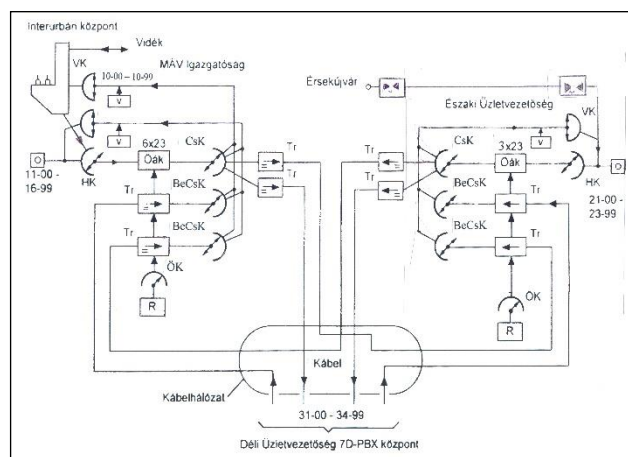 Interurbán központ
Vidék
VK
10-00 – 10-99
MÁV Igazgatóság
v
v
6x23
CsK
Tr
Oák
HK
11-00 -
16-99
Tr
BeCsK
Tr
BeCsK
ÖK
R
Érsekújvár
Északi Üzletvezetőség
VK
v
Tr
CsK
3x23
Oák
HK
BeCsK
Tr
21-00 -
23-99
BeCsK
Tr
ÖK
R
Kábel
Kábelhálózat
31-00 - 34-99
Déli Üzletvezetőség 7D-PBX központ